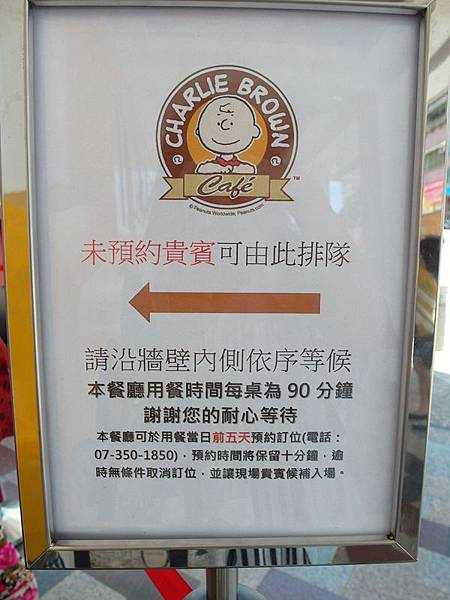 CHARLIE BROWN
Café
TM
© Peanuts Worldwide, Peanuts.com
未預約貴賓可由此排隊
請沿牆壁內側依序等候
本餐廳用餐時間每桌為 90 分鐘
謝謝您的耐心等待
本餐廳可於用餐當日前五天預約訂位(電話：
07-350-1850)，預約時間將保留十分鐘，逾
時無條件取消訂位，並讓現場貴賓候補入場。